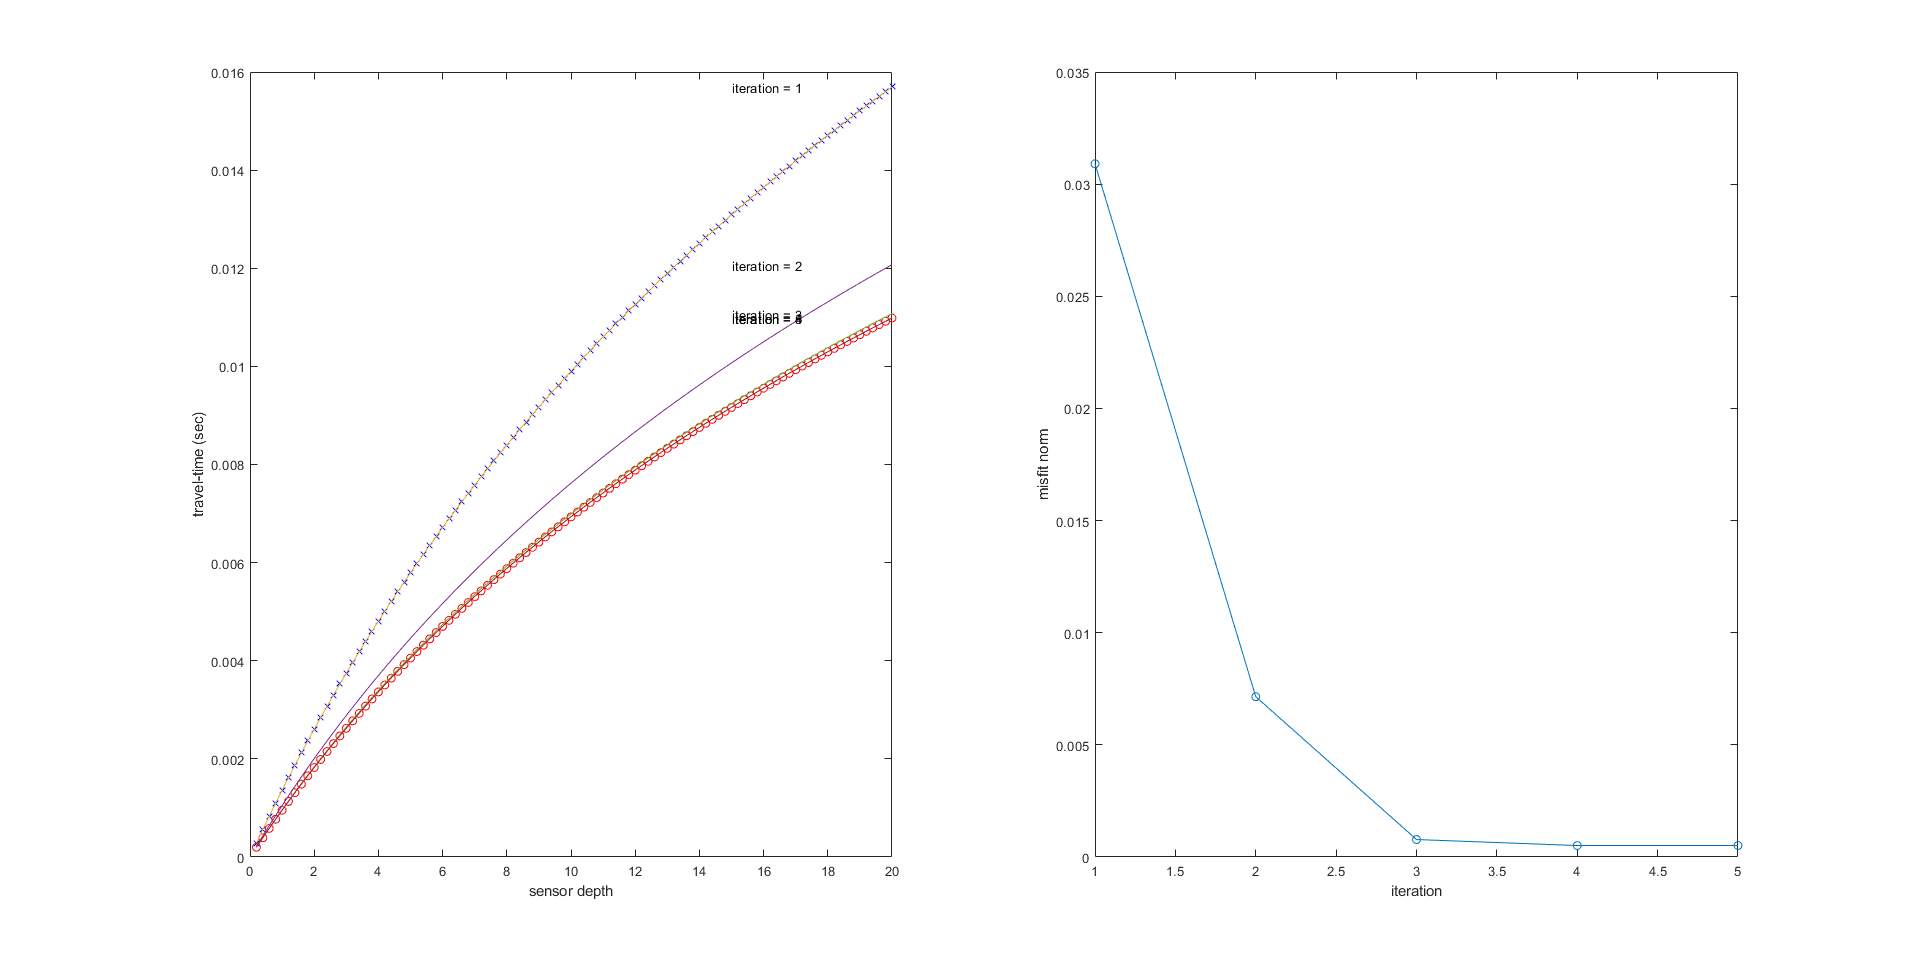 0.016
0.014
0.012
0.01
0.008
0.006
0.004
0.002
0
travel-time (sec)
iteration = 1
iteration = 2
iteration = 3
0 2 4 6 8 10 12 14 16 18 20
sensor depth
0.035
0.03
0.025
0.02
0.015
0.01
0.005
0
misfit norm
1 1.5 2 2.5 3 3.5 4 4.5 5
iteration